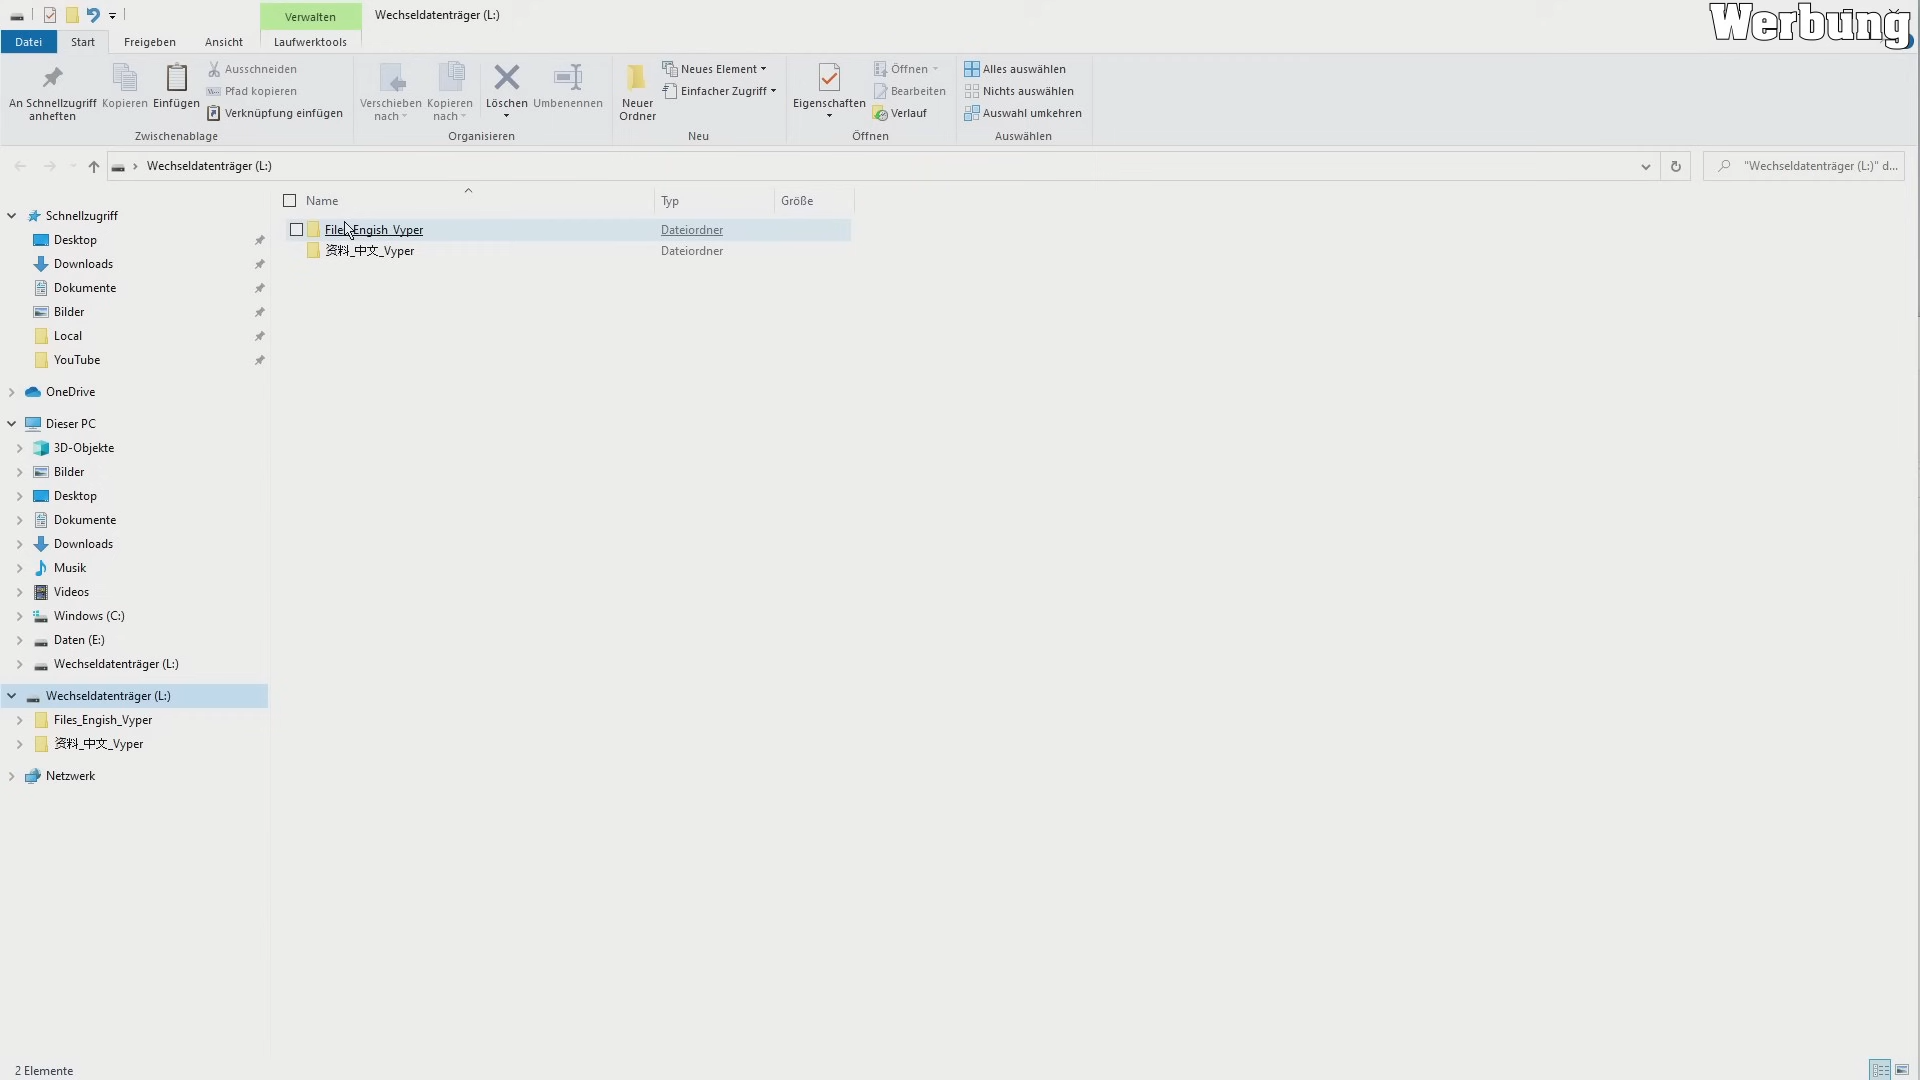 Verwalten
Wechseldatenträger (L:)
Werbung
Datei
Start
Freigeben
Ansicht
Laufwerktools
An Schnellzugriff
anheften
Kopieren
Einfügen
Ausschneiden
Pfad kopieren
Verknüpfung einfügen
Zwischenablage
Verschieben
nach
Kopieren
nach
Löschen
Umbenennen
Organisieren
Neuer
Ordner
Neues Element
Einfacher Zugriff
Neu
Eigenschaften
Öffnen
Bearbeiten
Verlauf
Öffnen
Alles auswählen
Nichts auswählen
Auswahl umkehren
Auswählen
Wechseldatenträger (L:)
"Wechseldatenträger (L:)" d...
Name
Typ
Größe
Files_Engish_Vyper
Dateiordner
资料_中文_Vyper
Dateiordner
Schnellzugriff
Desktop
Downloads
Dokumente
Bilder
Local
YouTube
OneDrive
Dieser PC
3D-Objekte
Bilder
Desktop
Dokumente
Downloads
Musik
Videos
Windows (C:)
Daten (E:)
Wechseldatenträger (L:)
Wechseldatenträger (L:)
Files_Engish_Vyper
资料_中文_Vyper
Netzwerk
2 Elemente